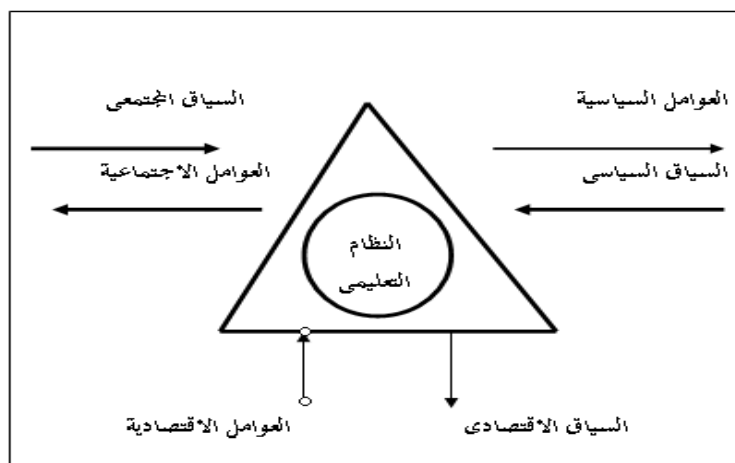 العوامل السياسية
السياق المجتمعى
السياق السياسى
العوامل الاجتماعية
النظام
التعليمى
السياق الاقتصادى
العوامل الاقتصادية